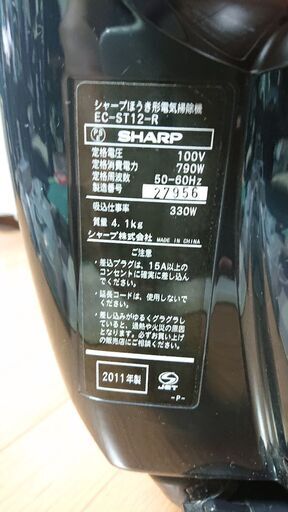 シャープほうき形電気掃除機
EC-ST12-R
SHARP
定格電圧 100V
定格消費電力 790W
定格周波数 50-60Hz
製造番号 27956
吸込仕事率 330W
質量 4.1kg
シャープ株式会社 MADE IN CHINA
ご注意
・差込プラグは、15A以上の
コンセントに確実に差し込ん
でください。
・延長コードは、使用しないで
ください。
・差し込みがゆるくグラグラし
ていると、過熱や火災の原因
となります。必ずお買い上げ
の販売店にご相談ください。
2011年製
JET
-P-